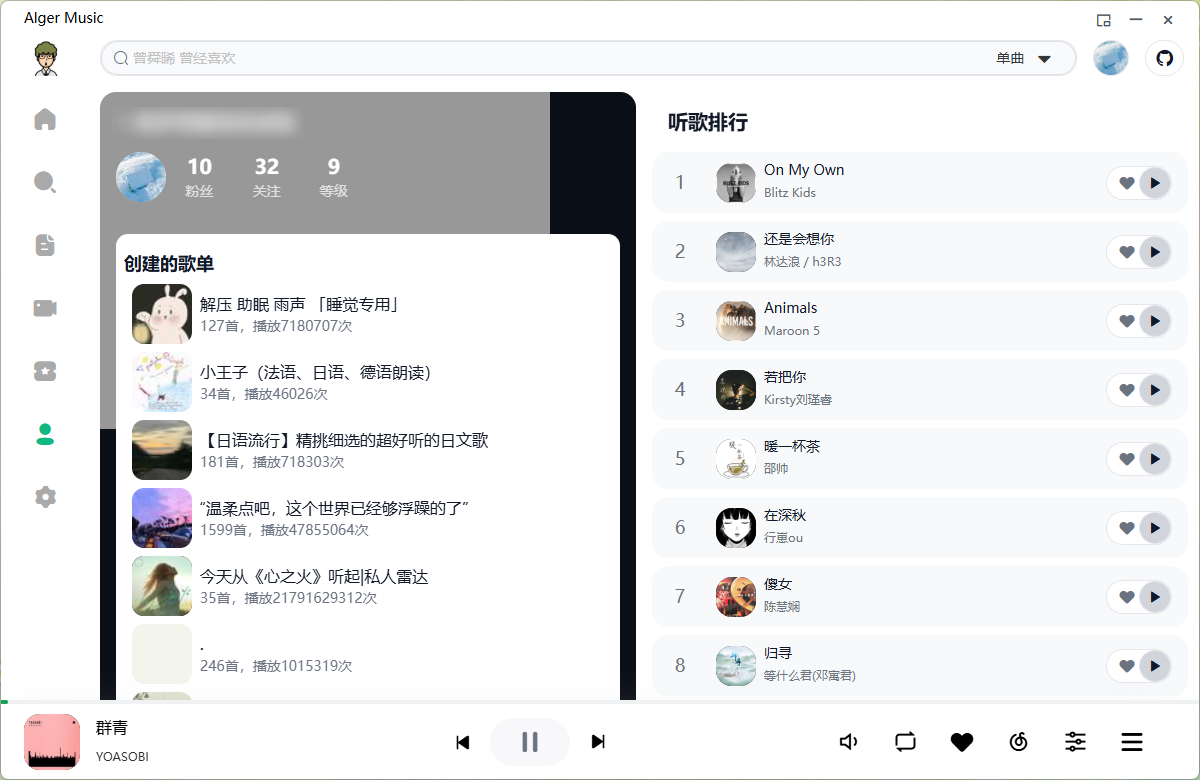 Alger Music
曾舜晞 曾经喜欢
单曲
10
粉丝
32
关注
9
等级
创建的歌单
解压 助眠 雨声 「睡觉专用」
127首，播放7180707次
小王子（法语、日语、德语朗读）
34首，播放46026次
【日语流行】精挑细选的超好听的日文歌
181首，播放718303次
“温柔点吧，这个世界已经够浮躁的了”
1599首，播放47855064次
今天从《心之火》听起|私人雷达
35首，播放21791629312次
.
246首，播放1015319次
听歌排行
1
BLITZ KIDS
On My Own
Blitz Kids
2
还是会想你
林达浪 / h3R3
3
ANIMALS
Animals
Maroon 5
4
若把你
Kirsty刘瑾睿
5
暖一杯茶
邵帅
6
在深秋
行崽ou
7
傻女
陈慧娴
8
归寻
等什么君(邓寓君)
YOASOBI
群青
YOASOBI